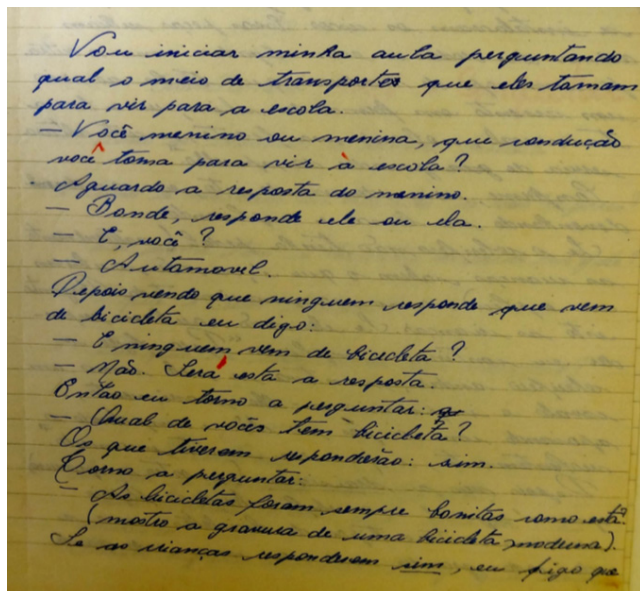 Vou iniciar minha aula perguntando
qual o meio de transporte que eles tomam
para vir para a escola.
— Você menino ou menina, que condução
você toma para vir à escola?
Aguardo a resposta do menino.
— Bonde, responde ele ou ela.
— E, você?
— Automovel.
Depois vendo que ninguem responde que vem
de bicicleta eu digo:
— E ninguem vem de bicicleta?
— Não. Será esta a resposta.
Então eu torno a perguntar:
— Qual de vocês tem bicicleta?
Os que tiverem responderão: sim.
Torno a perguntar:
— As bicicletas foram sempre bonitas como esta?
(mostro a gravura de uma bicicleta moderna).
Se as crianças responderem sim, eu digo que